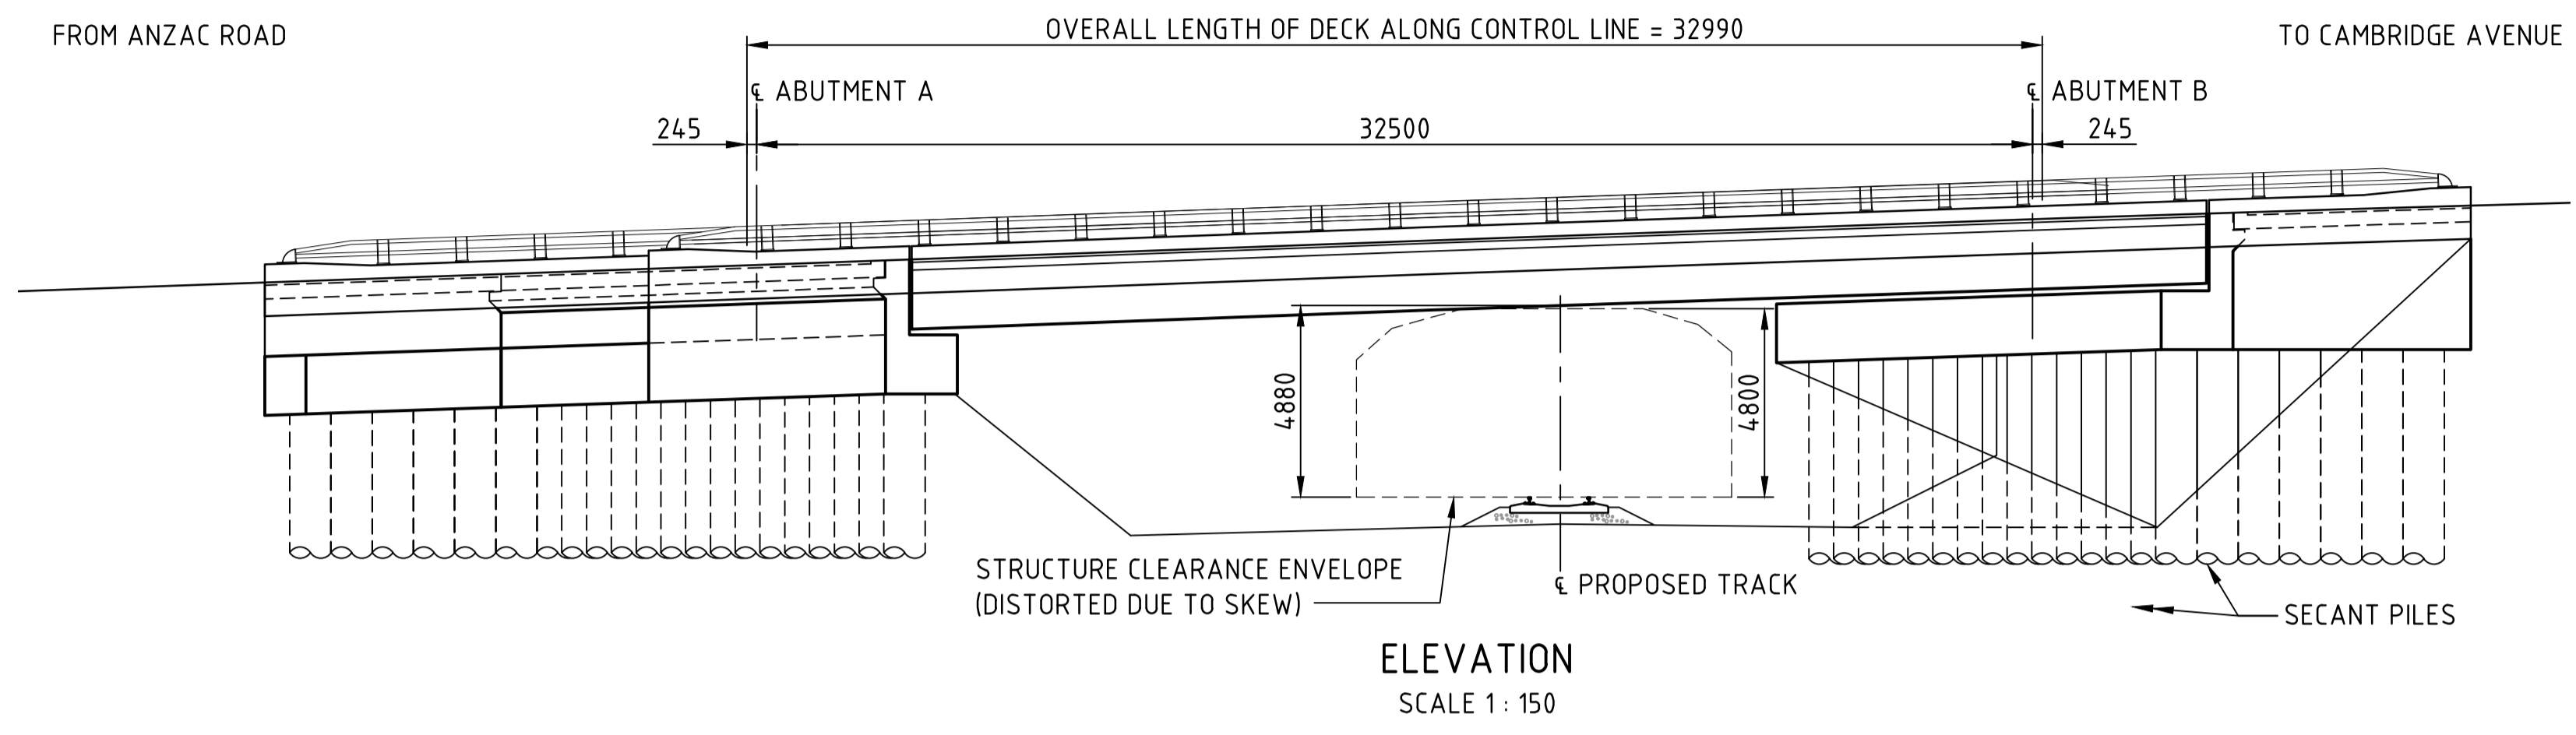 FROM ANZAC ROAD
OVERALL LENGTH OF DECK ALONG CONTROL LINE = 32990
TO CAMBRIDGE AVENUE
℄ ABUTMENT A
℄ ABUTMENT B
245
32500
245
4880
4800
STRUCTURE CLEARANCE ENVELOPE
(DISTORTED DUE TO SKEW)
℄ PROPOSED TRACK
SECANT PILES
ELEVATION
SCALE 1 : 150